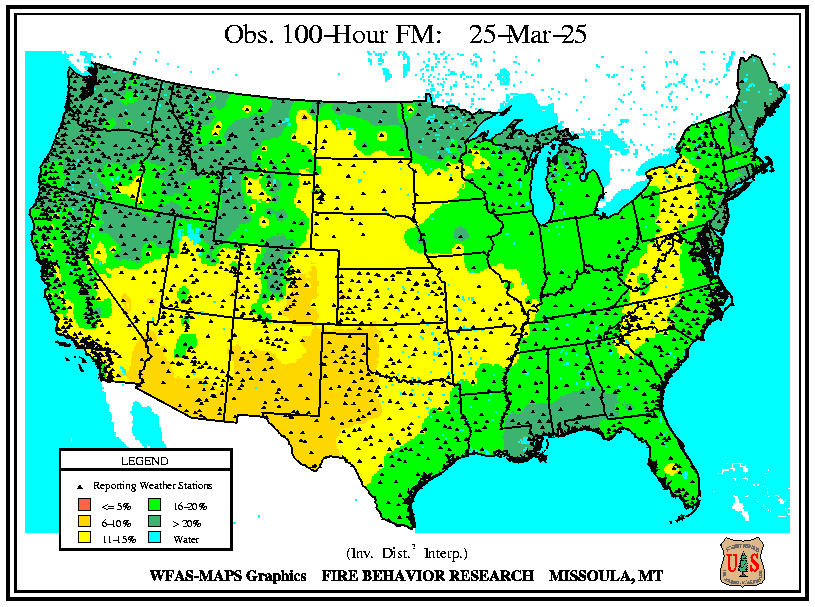 Obs. 100-Hour FM: 25-Mar-25
LEGEND
Reporting Weather Stations
<= 5% 16-20%
6-10% > 20%
11-15% Water
(Inv. Dist.² Interp.)
WFAS-MAPS Graphics FIRE BEHAVIOR RESEARCH MISSOULA, MT
U S